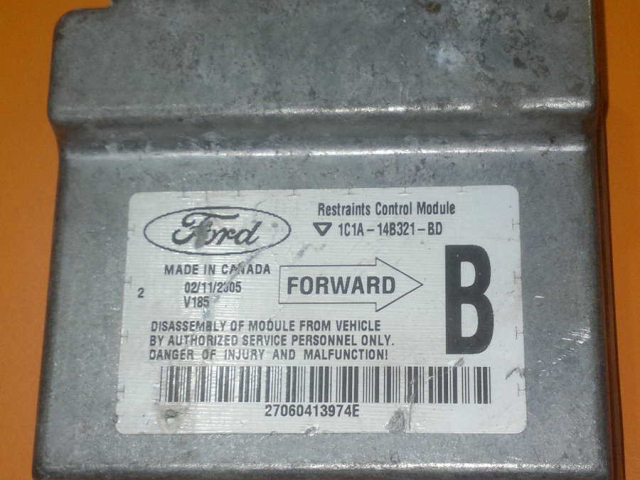 Ford
Restraints Control Module
1C1A-14B321-BD
MADE IN CANADA
02/11/2005
V185
2
FORWARD
B
DISASSEMBLY OF MODULE FROM VEHICLE
BY AUTHORIZED SERVICE PERSONNEL ONLY.
DANGER OF INJURY AND MALFUNCTION!
27060413974E